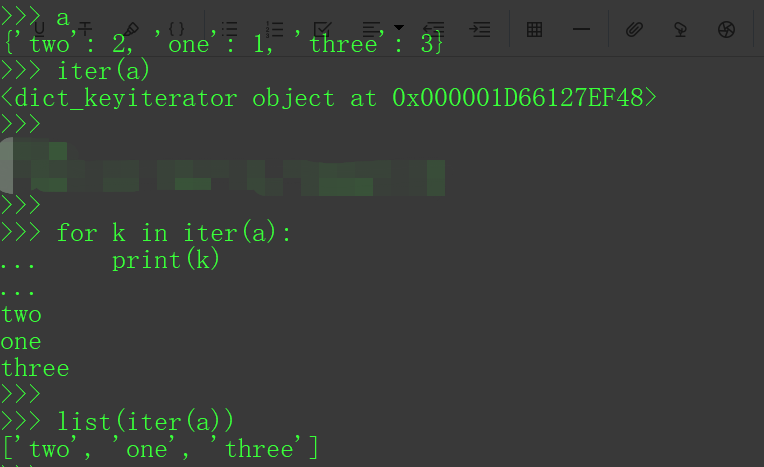 >>> a
{'two': 2, 'one': 1, 'three': 3}
>>> iter(a)
<dict_keyiterator object at 0x000001D66127EF48>
>>>
>>>
>>> for k in iter(a):
...     print(k)
...
two
one
three
>>>
>>> list(iter(a))
['two', 'one', 'three']